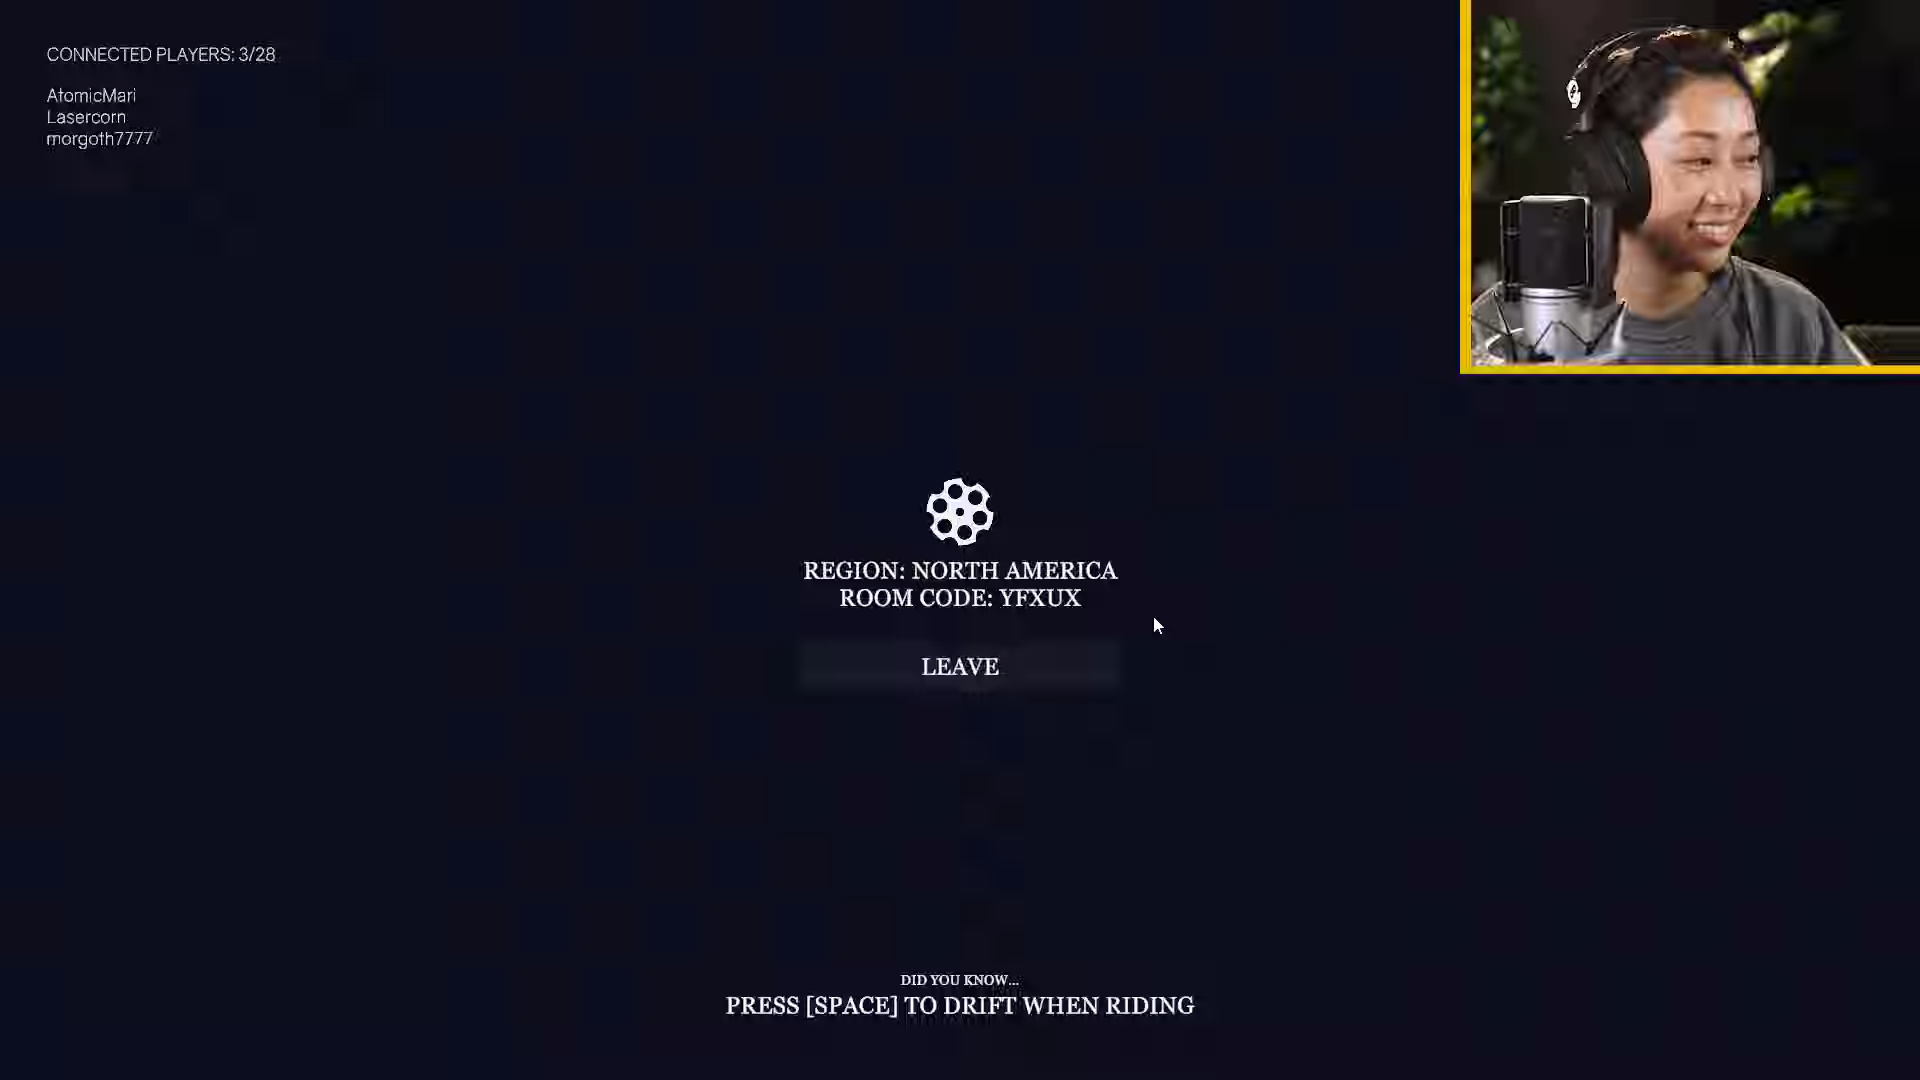 CONNECTED PLAYERS: 3/28
AtomicMari
Lasercorn
morgoth7777
REGION: NORTH AMERICA
ROOM CODE: YFXUX
LEAVE
DID YOU KNOW...
PRESS [SPACE] TO DRIFT WHEN RIDING